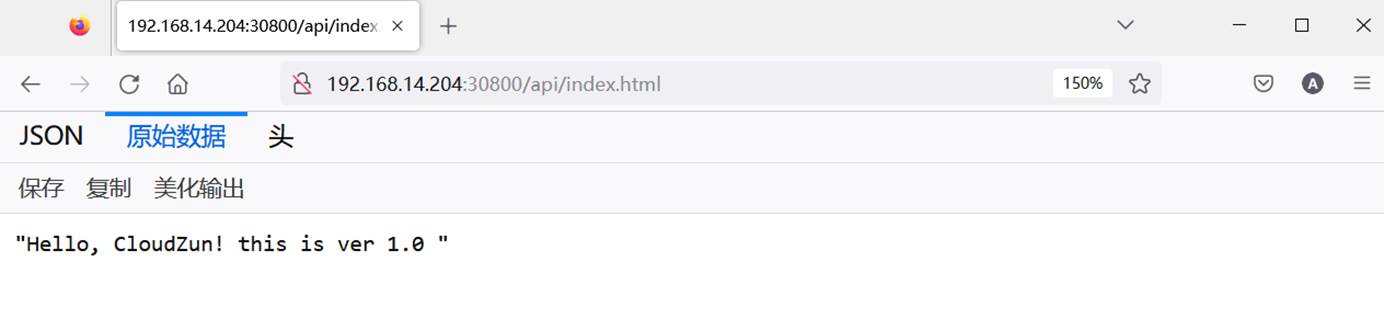 192.168.14.204:30800/api/index
192.168.14.204:30800/api/index.html
150%
A
JSON 原始数据 头
保存 复制 美化输出
"Hello, CloudZun! this is ver 1.0 "